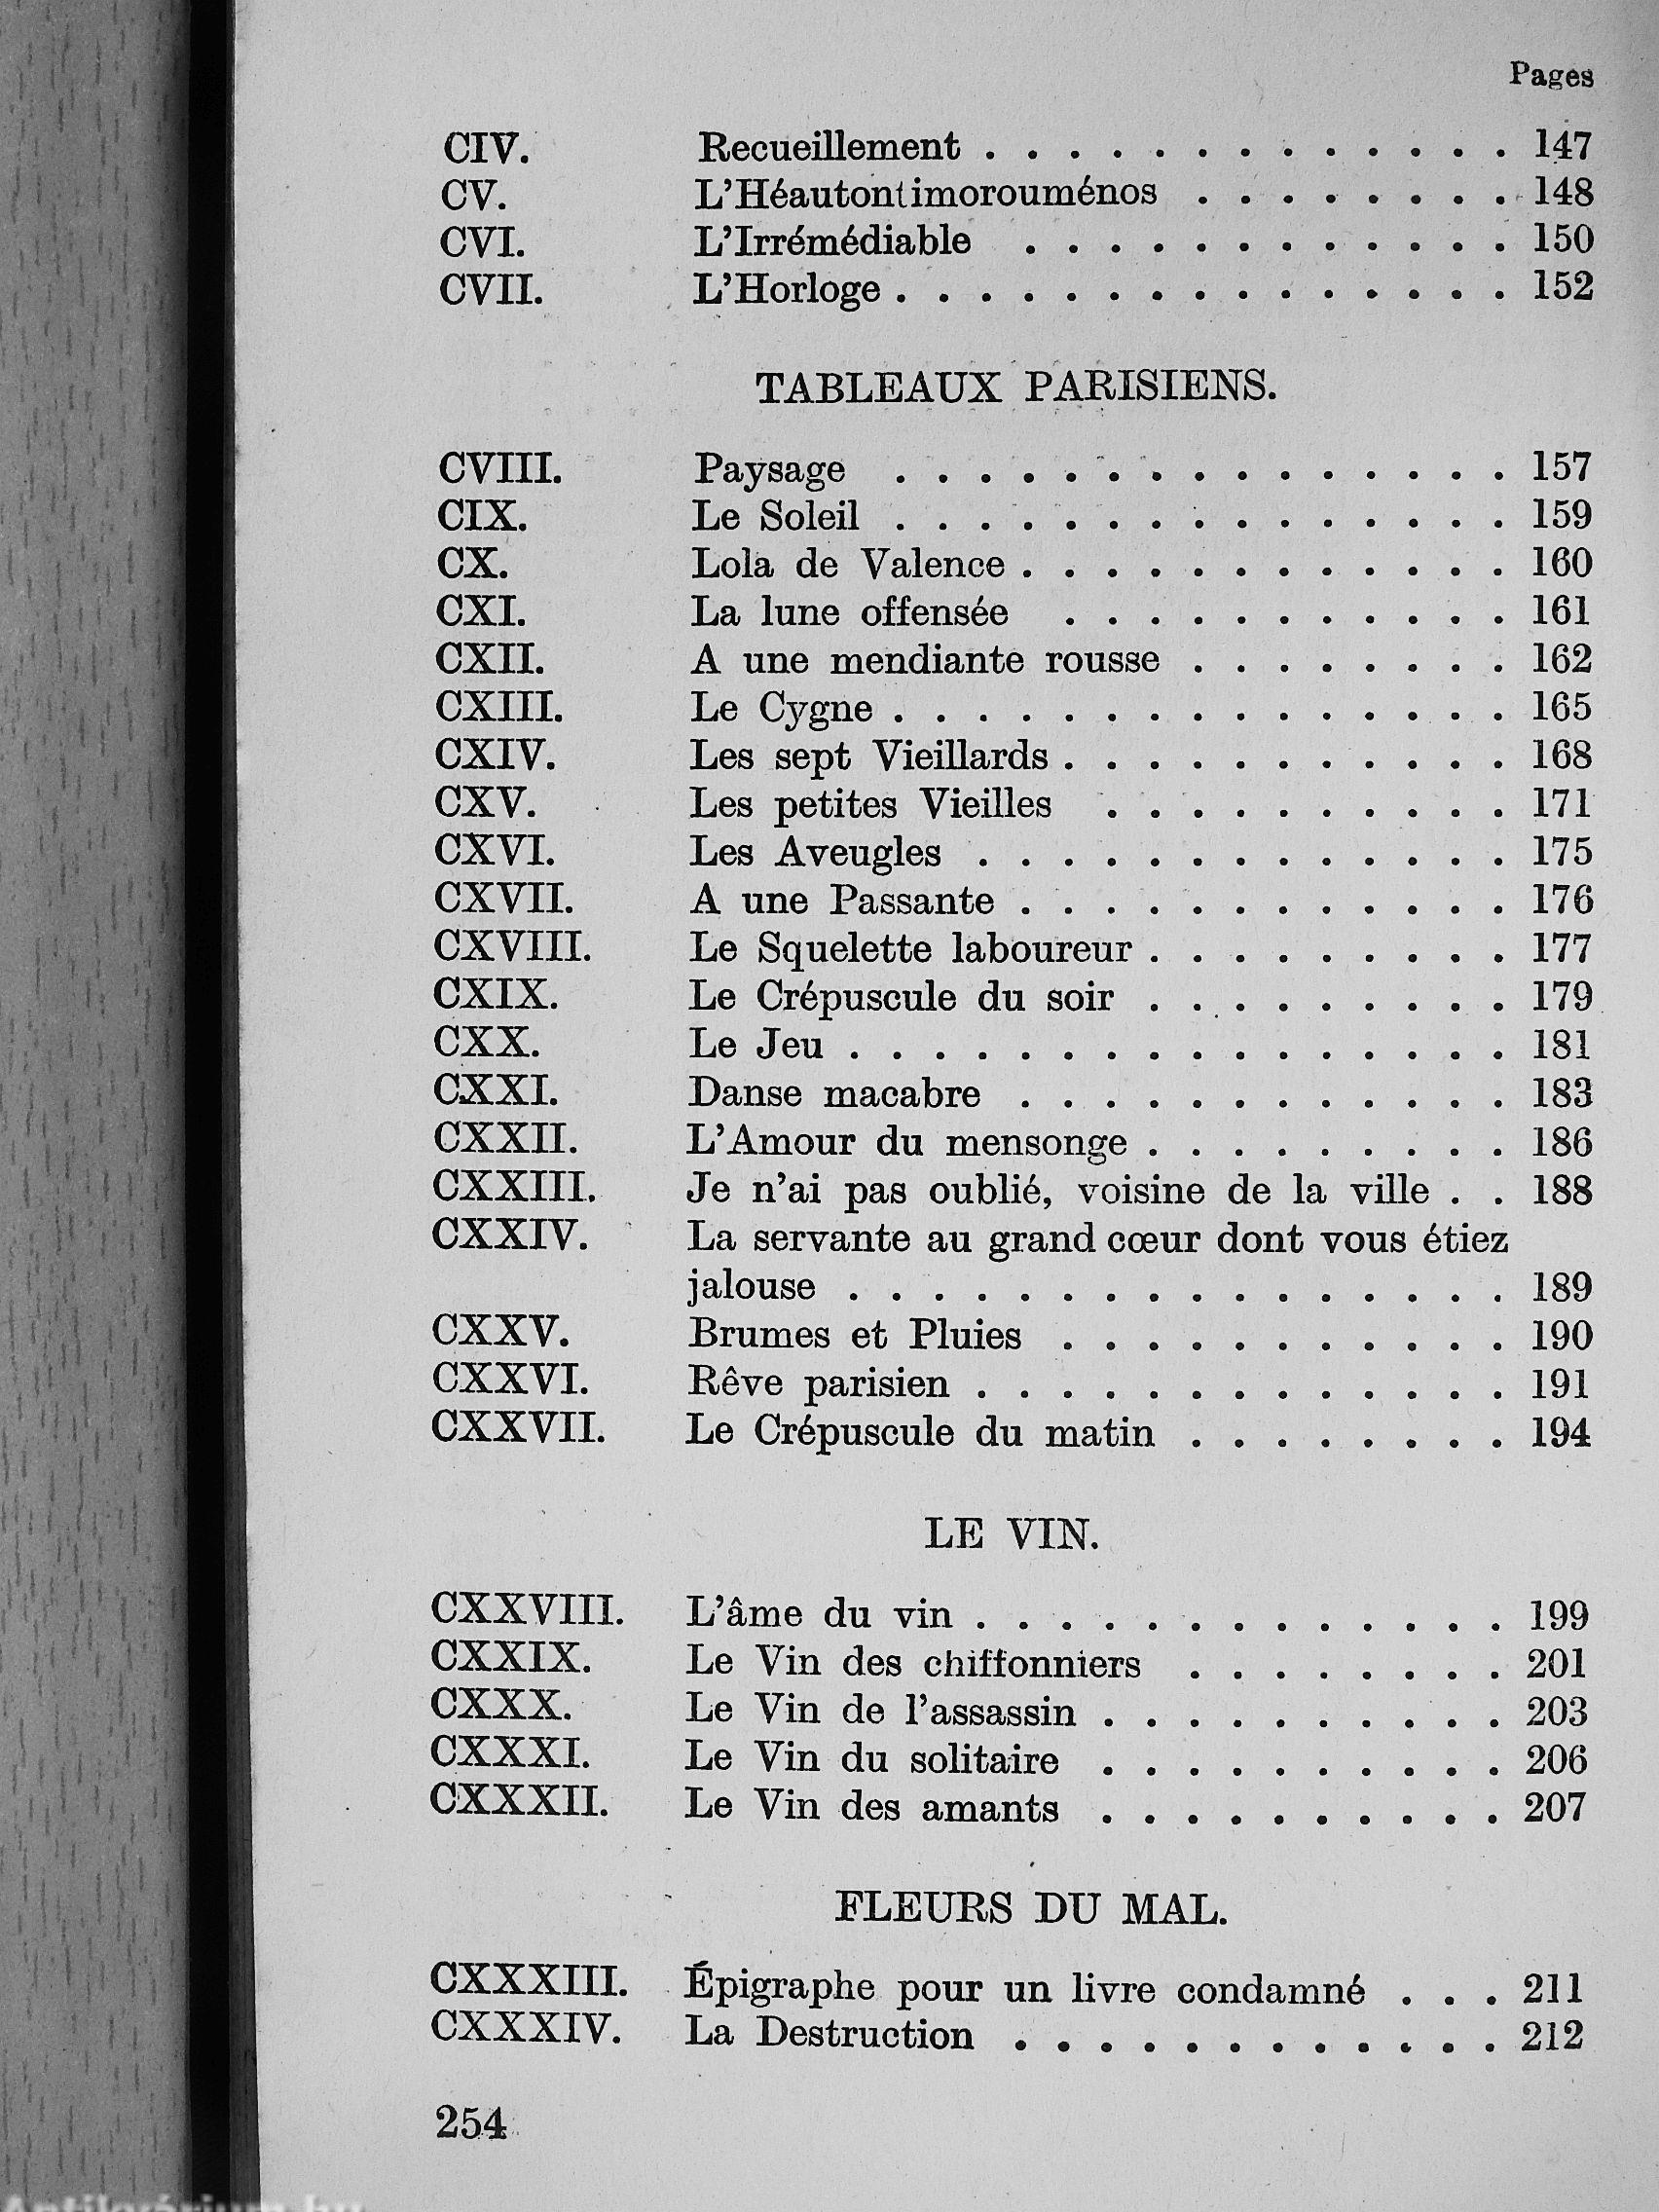 Pages
CIV. Recueillement . . . . . . . . . . . . . 147
CV. L'Héautontimorouménos . . . . . . . . 148
CVI. L'Irrémédiable . . . . . . . . . . . . 150
CVII. L'Horloge . . . . . . . . . . . . . . . 152
TABLEAUX PARISIENS.
CVIII. Paysage . . . . . . . . . . . . . . . 157
CIX. Le Soleil . . . . . . . . . . . . . . . 159
CX. Lola de Valence . . . . . . . . . . . . 160
CXI. La lune offensée . . . . . . . . . . . 161
CXII. A une mendiante rousse . . . . . . . . 162
CXIII. Le Cygne . . . . . . . . . . . . . . . 165
CXIV. Les sept Vieillards . . . . . . . . . . . 168
CXV. Les petites Vieilles . . . . . . . . . . 171
CXVI. Les Aveugles . . . . . . . . . . . . . 175
CXVII. A une Passante . . . . . . . . . . . . 176
CXVIII. Le Squelette laboureur . . . . . . . . . 177
CXIX. Le Crépuscule du soir . . . . . . . . . 179
CXX. Le Jeu . . . . . . . . . . . . . . . . 181
CXXI. Danse macabre . . . . . . . . . . . . 183
CXXII. L'Amour du mensonge . . . . . . . . . 186
CXXIII. Je n'ai pas oublié, voisine de la ville . . 188
CXXIV. La servante au grand cœur dont vous étiez
jalouse . . . . . . . . . . . . . . . . 189
CXXV. Brumes et Pluies . . . . . . . . . . . 190
CXXVI. Rêve parisien . . . . . . . . . . . . . 191
CXXVII. Le Crépuscule du matin . . . . . . . . 194
LE VIN.
CXXVIII. L'âme du vin . . . . . . . . . . . . . 199
CXXIX. Le Vin des chiffonniers . . . . . . . . 201
CXXX. Le Vin de l'assassin . . . . . . . . . . 203
CXXXI. Le Vin du solitaire . . . . . . . . . . 206
CXXXII. Le Vin des amants . . . . . . . . . . 207
FLEURS DU MAL.
CXXXIII. Épigraphe pour un livre condamné . . . 211
CXXXIV. La Destruction . . . . . . . . . . . . 212
254